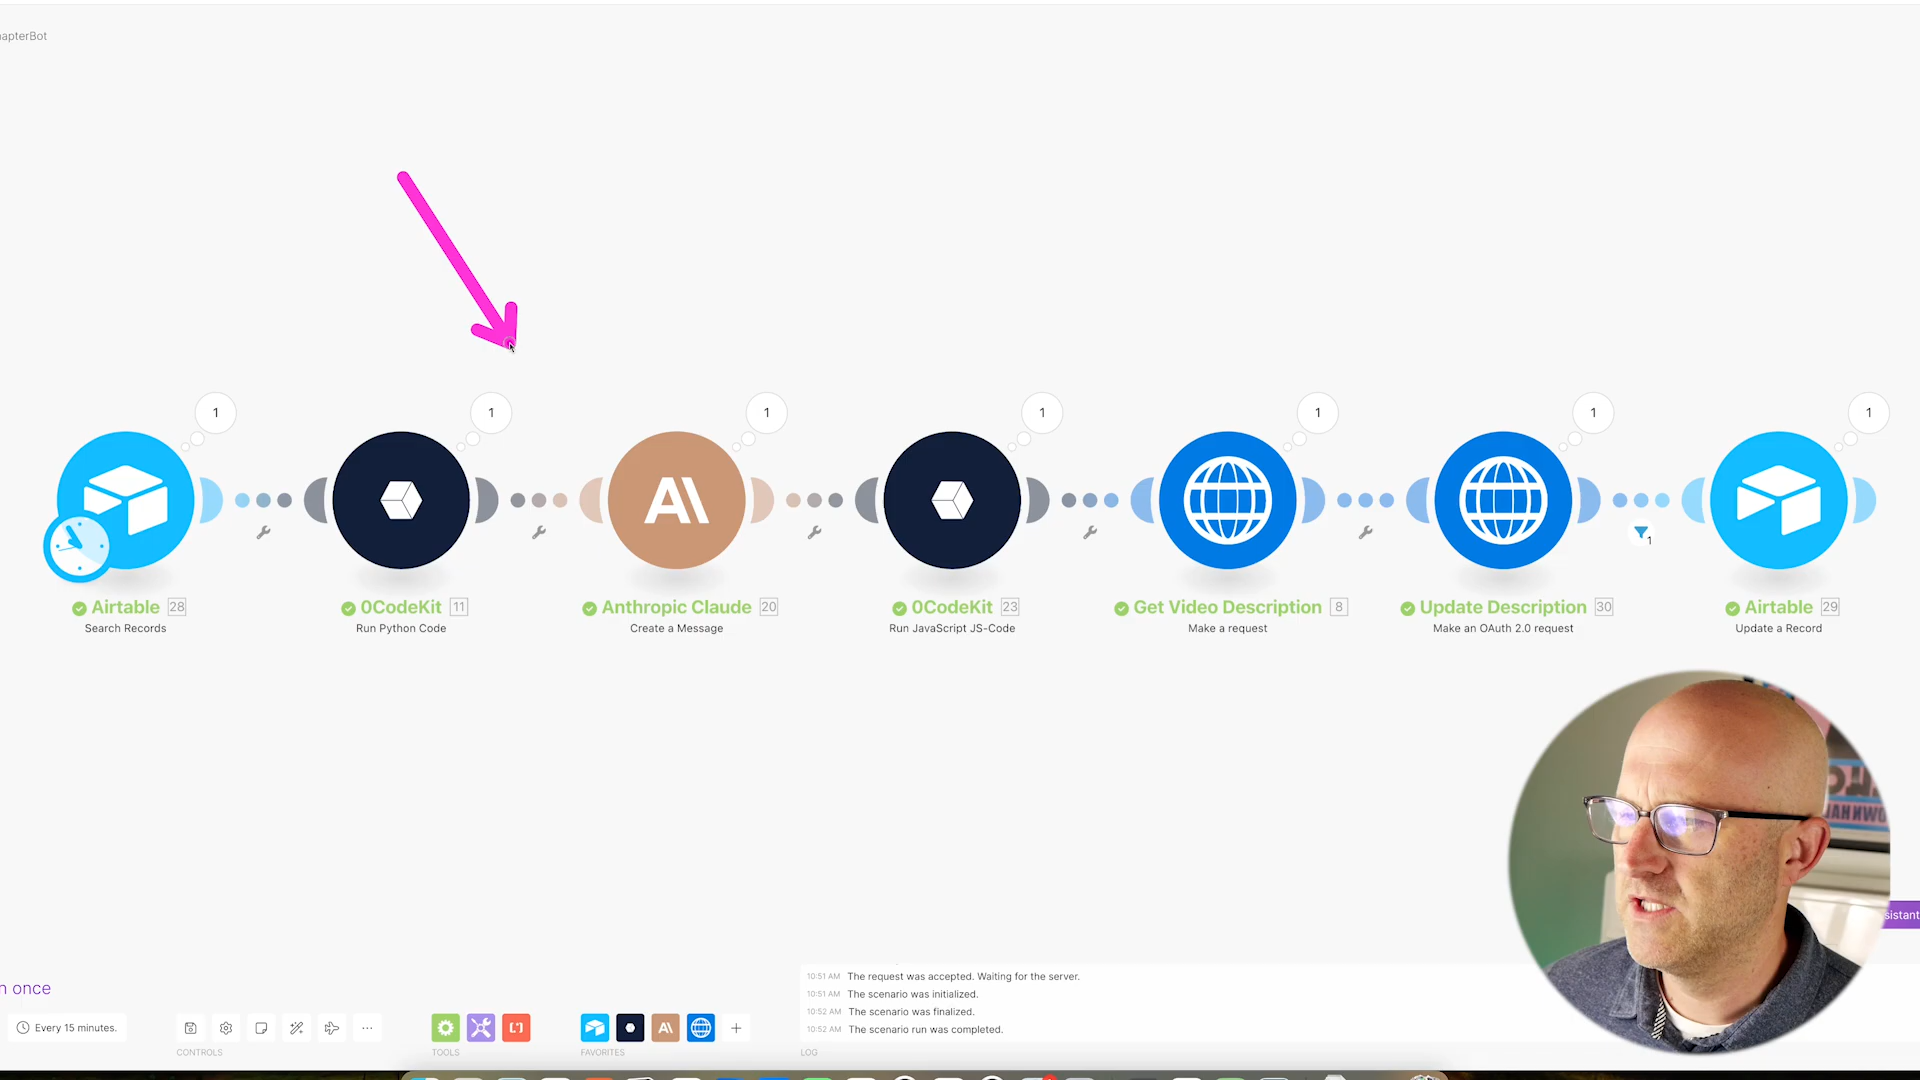 apterBot
1
1
1
1
1
1
1
1
Airtable 28
Search Records
0CodeKit 11
Run Python Code
Anthropic Claude 20
Create a Message
0CodeKit 23
Run JavaScript JS-Code
Get Video Description 8
Make a request
Update Description 30
Make an OAuth 2.0 request
Airtable 29
Update a Record
sistant
n once
Every 15 minutes.
CONTROLS
TOOLS
FAVORITES
10:51 AM The request was accepted. Waiting for the server.
10:51 AM The scenario was initialized.
10:52 AM The scenario was finalized.
10:52 AM The scenario run was completed.
LOG